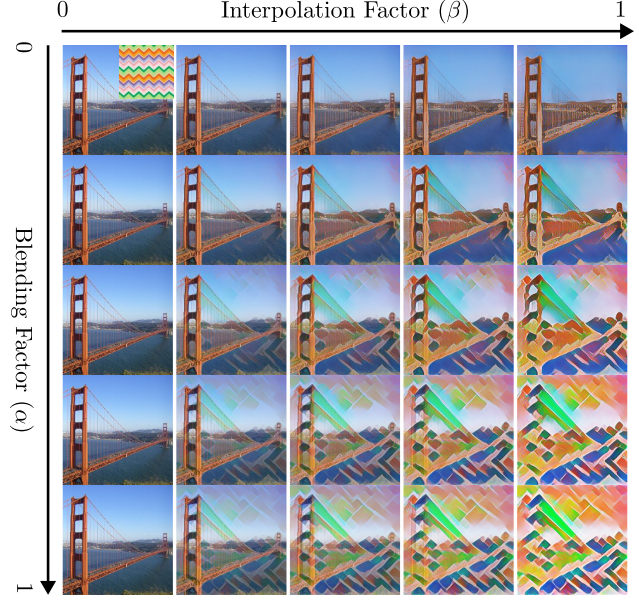 0 Interpolation Factor (β) 1
0
Blending Factor (α)
1